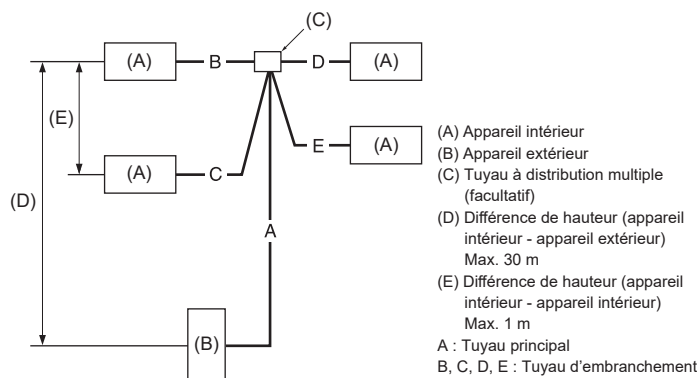 (C)
(A)
B
D
(A)
(E)
(A)
C
E
(A)
(D)
A
(B)
(A) Appareil intérieur
(B) Appareil extérieur
(C) Tuyau à distribution multiple
(facultatif)
(D) Différence de hauteur (appareil
intérieur - appareil extérieur)
Max. 30 m
(E) Différence de hauteur (appareil
intérieur - appareil intérieur)
Max. 1 m
A : Tuyau principal
B, C, D, E : Tuyau d'embranchement